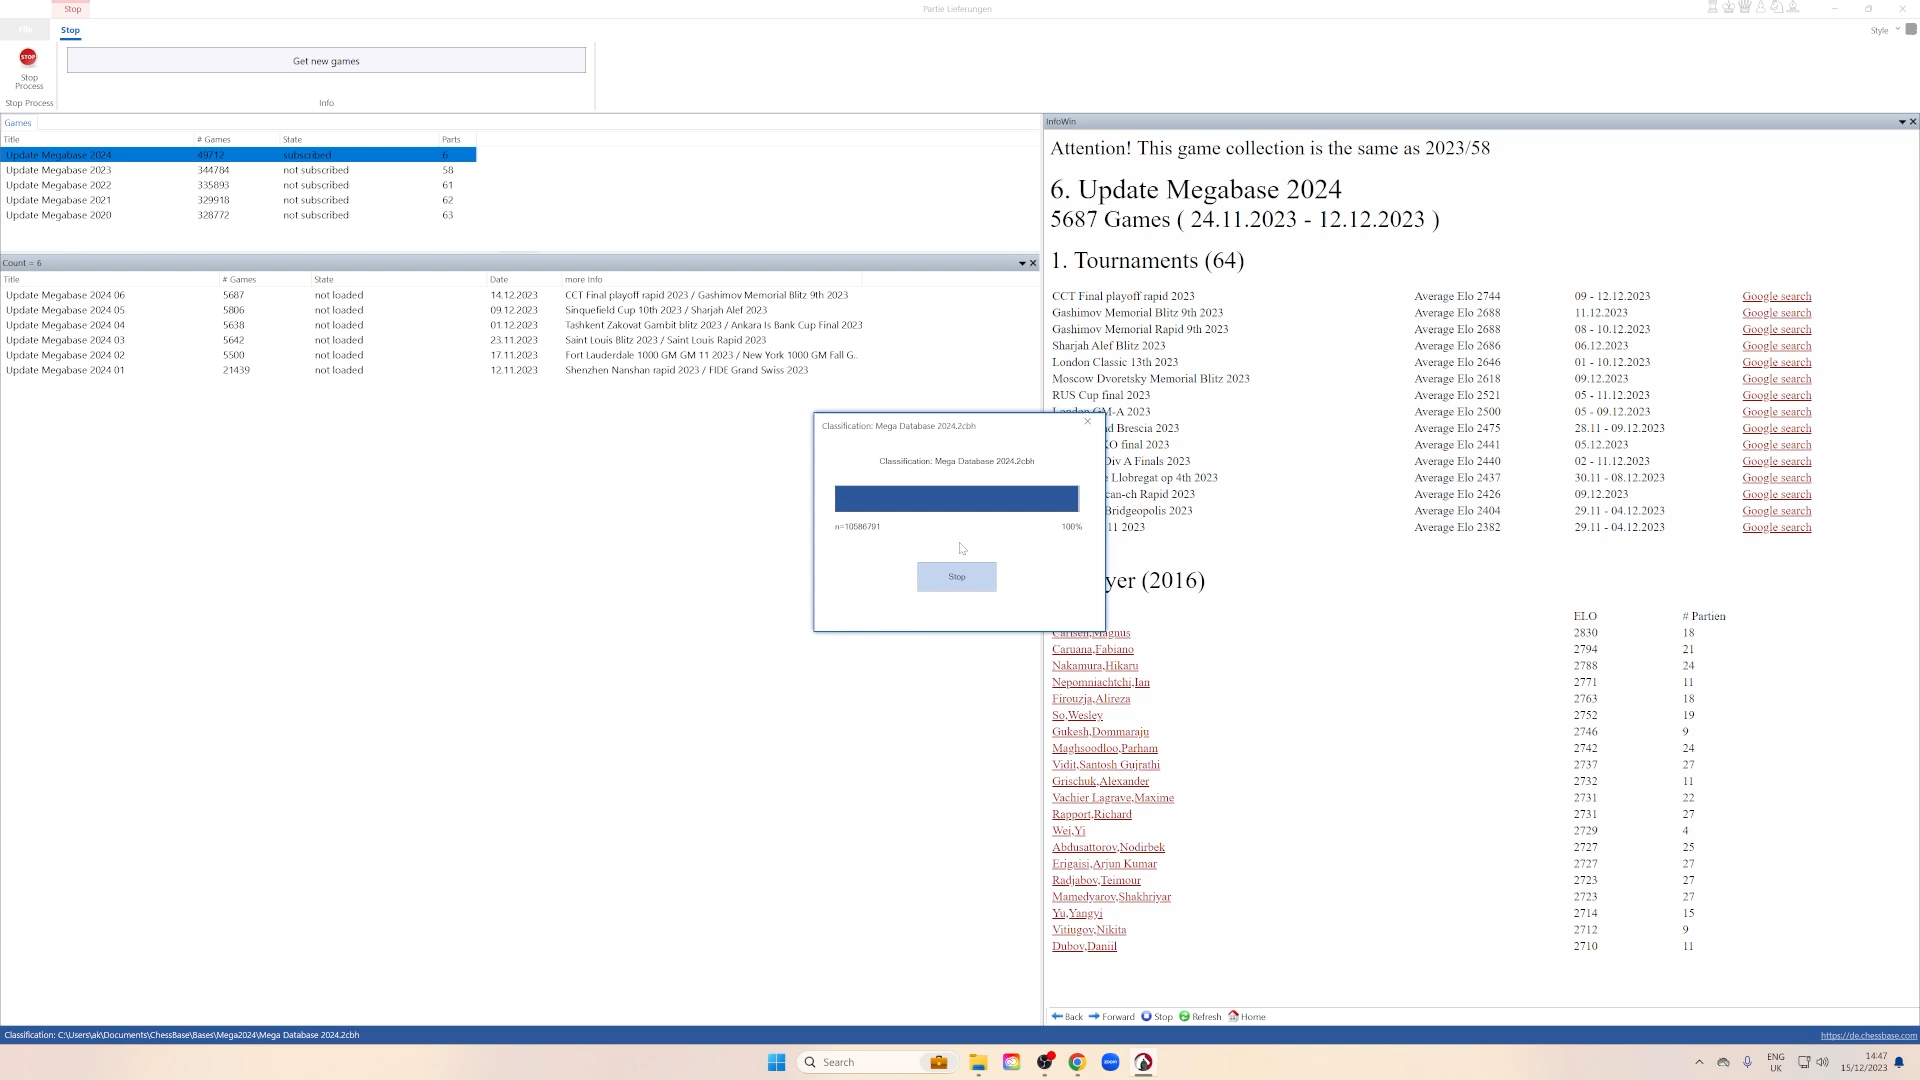 Stop
Partie Lieferungen
File
Stop
Style
STOP
Stop
Process
Get new games
Stop Process
Info
Games
Title # Games State Parts
Update Megabase 2024 49712 subscribed 6
Update Megabase 2023 344784 not subscribed 58
Update Megabase 2022 335893 not subscribed 61
Update Megabase 2021 329918 not subscribed 62
Update Megabase 2020 328772 not subscribed 63
Count = 6
Title # Games State Date more Info
Update Megabase 2024 06 5687 not loaded 14.12.2023 CCT Final playoff rapid 2023 / Gashimov Memorial Blitz 9th 2023
Update Megabase 2024 05 5806 not loaded 09.12.2023 Sinquefield Cup 10th 2023 / Sharjah Alef 2023
Update Megabase 2024 04 5638 not loaded 01.12.2023 Tashkent Zakovat Gambit blitz 2023 / Ankara Is Bank Cup Final 2023
Update Megabase 2024 03 5642 not loaded 23.11.2023 Saint Louis Blitz 2023 / Saint Louis Rapid 2023
Update Megabase 2024 02 5500 not loaded 17.11.2023 Fort Lauderdale 1000 GM GM 11 2023 / New York 1000 GM Fall G..
Update Megabase 2024 01 21439 not loaded 12.11.2023 Shenzhen Nanshan rapid 2023 / FIDE Grand Swiss 2023
Classification: Mega Database 2024.2cbh
Classification: Mega Database 2024.2cbh
n=10586791 100%
Stop
InfoWin
Attention! This game collection is the same as 2023/58
6. Update Megabase 2024
5687 Games ( 24.11.2023 - 12.12.2023 )
1. Tournaments (64)
CCT Final playoff rapid 2023 Average Elo 2744 09 - 12.12.2023 Google search
Gashimov Memorial Blitz 9th 2023 Average Elo 2688 11.12.2023 Google search
Gashimov Memorial Rapid 9th 2023 Average Elo 2688 08 - 10.12.2023 Google search
Sharjah Alef Blitz 2023 Average Elo 2686 06.12.2023 Google search
London Classic 13th 2023 Average Elo 2646 01 - 10.12.2023 Google search
Moscow Dvoretsky Memorial Blitz 2023 Average Elo 2618 09.12.2023 Google search
RUS Cup final 2023 Average Elo 2521 05 - 11.12.2023 Google search
London GM-A 2023 Average Elo 2500 05 - 09.12.2023 Google search
d Brescia 2023 Average Elo 2475 28.11 - 09.12.2023 Google search
KO final 2023 Average Elo 2441 05.12.2023 Google search
Div A Finals 2023 Average Elo 2440 02 - 11.12.2023 Google search
e Llobregat op 4th 2023 Average Elo 2437 30.11 - 08.12.2023 Google search
can-ch Rapid 2023 Average Elo 2426 09.12.2023 Google search
Bridgeopolis 2023 Average Elo 2404 29.11 - 04.12.2023 Google search
11 2023 Average Elo 2382 29.11 - 04.12.2023 Google search
yer (2016)
ELO # Partien
Carlsen,Magnus 2830 18
Caruana,Fabiano 2794 21
Nakamura,Hikaru 2788 24
Nepomniachtchi,Ian 2771 11
Firouzja,Alireza 2763 18
So,Wesley 2752 19
Gukesh,Dommaraju 2746 9
Maghsoodloo,Parham 2742 24
Vidit,Santosh Gujrathi 2737 27
Grischuk,Alexander 2732 11
Vachier Lagrave,Maxime 2731 22
Rapport,Richard 2731 27
Wei,Yi 2729 4
Abdusattorov,Nodirbek 2727 25
Erigaisi,Arjun Kumar 2727 27
Radjabov,Teimour 2723 27
Mamedyarov,Shakhriyar 2723 27
Yu,Yangyi 2714 15
Vitiugov,Nikita 2712 9
Dubov,Daniil 2710 11
Back Forward Stop Refresh Home
Classification: C:\Users\ak\Documents\ChessBase\Bases\Mega2024\Mega Database 2024.2cbh
https://de.chessbase.com
Search
zoom
ENG
UK
14:47
15/12/2023